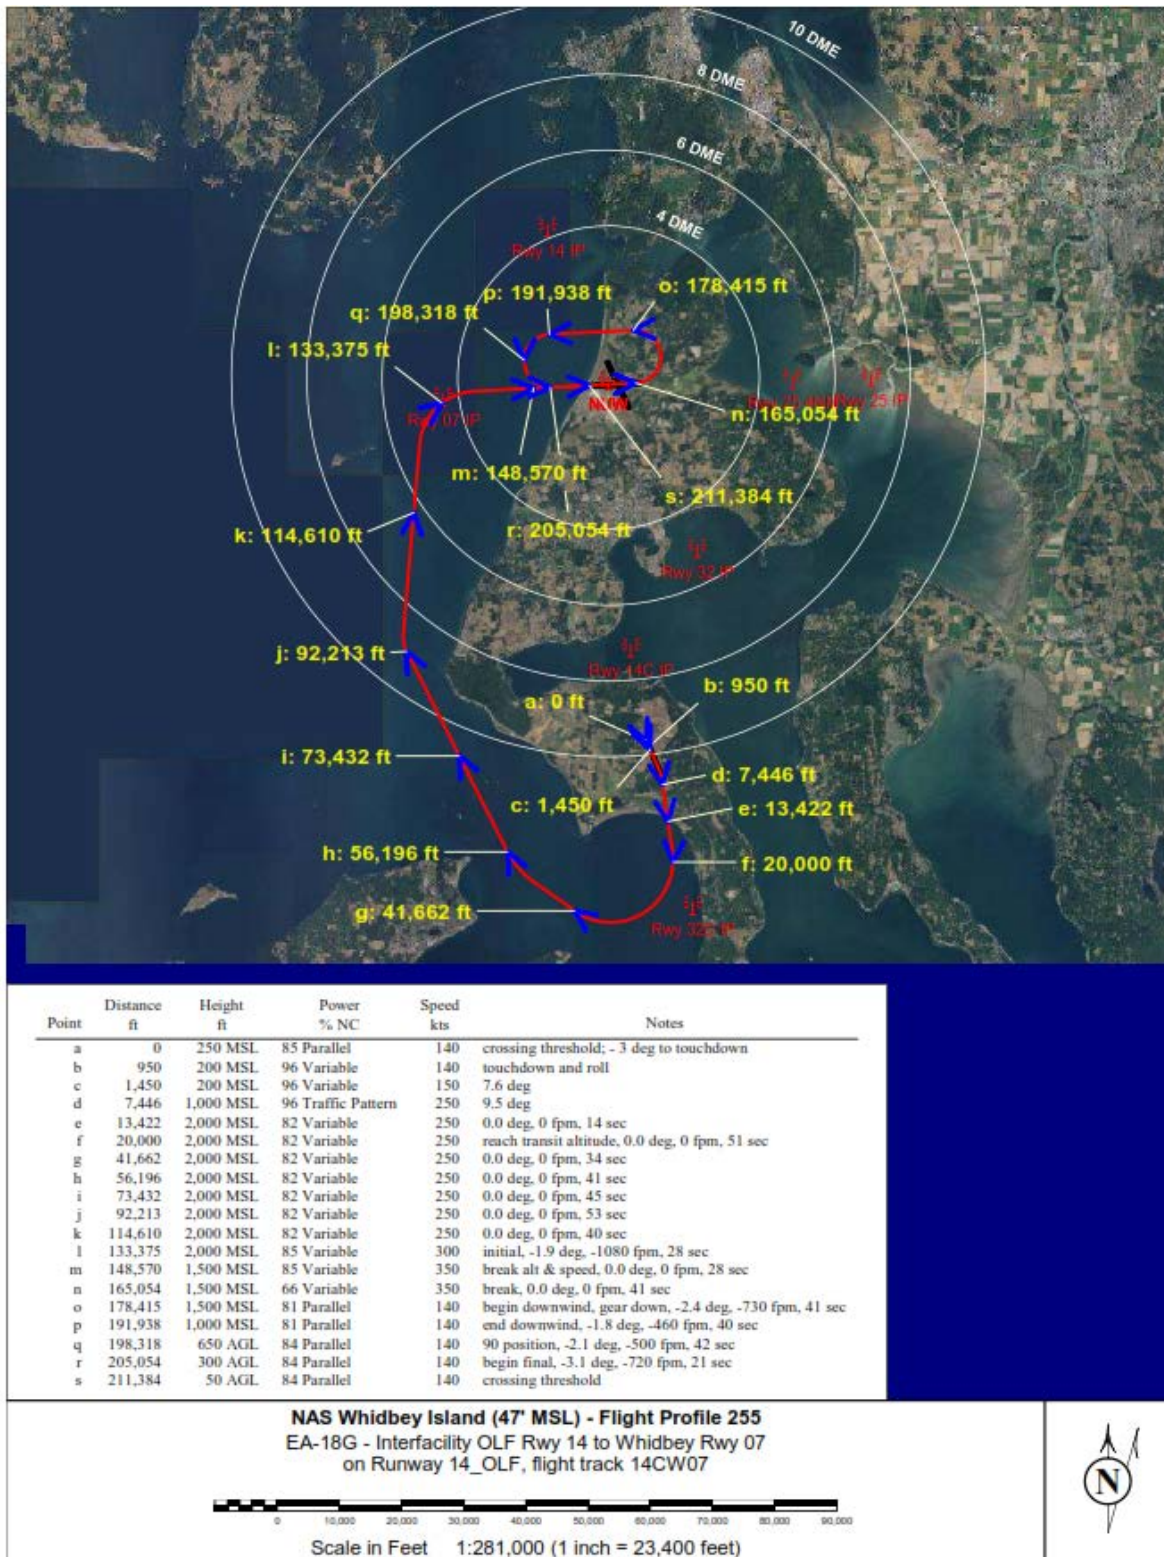 10 DME
8 DME
6 DME
4 DME
Rwy 14 IP
p: 191,938 ft
o: 178,415 ft
q: 198,318 ft
l: 133,375 ft
Rwy 07 IP
Rwy 25 IP
n: 165,054 ft
m: 148,570 ft
s: 211,384 ft
r: 205,054 ft
k: 114,610 ft
Rwy 32 IP
j: 92,213 ft
Rwy 14C IP
b: 950 ft
a: 0 ft
i: 73,432 ft
d: 7,446 ft
c: 1,450 ft
e: 13,422 ft
h: 56,196 ft
f: 20,000 ft
g: 41,662 ft
Distance Height Power Speed
Point ft ft % NC kts Notes
a 0 250 MSL 85 Parallel 140 crossing threshold; - 3 deg to touchdown
b 950 200 MSL 96 Variable 140 touchdown and roll
c 1,450 200 MSL 96 Variable 150 7.6 deg
d 7,446 1,000 MSL 96 Traffic Pattern 250 9.5 deg
e 13,422 2,000 MSL 82 Variable 250 0.0 deg, 0 fpm, 14 sec
f 20,000 2,000 MSL 82 Variable 250 reach transit altitude, 0.0 deg, 0 fpm, 51 sec
g 41,662 2,000 MSL 82 Variable 250 0.0 deg, 0 fpm, 34 sec
h 56,196 2,000 MSL 82 Variable 250 0.0 deg, 0 fpm, 41 sec
i 73,432 2,000 MSL 82 Variable 250 0.0 deg, 0 fpm, 45 sec
j 92,213 2,000 MSL 82 Variable 250 0.0 deg, 0 fpm, 53 sec
k 114,610 2,000 MSL 82 Variable 250 0.0 deg, 0 fpm, 40 sec
l 133,375 2,000 MSL 85 Variable 300 initial, -1.9 deg, -1080 fpm, 28 sec
m 148,570 1,500 MSL 85 Variable 350 break alt & speed, 0.0 deg, 0 fpm, 28 sec
n 165,054 1,500 MSL 66 Variable 350 break, 0.0 deg, 0 fpm, 41 sec
o 178,415 1,500 MSL 81 Parallel 140 begin downwind, gear down, -2.4 deg, -730 fpm, 41 sec
p 191,938 1,000 MSL 81 Parallel 140 end downwind, -1.8 deg, -460 fpm, 40 sec
q 198,318 650 AGL 84 Parallel 140 90 position, -2.1 deg, -500 fpm, 42 sec
r 205,054 300 AGL 84 Parallel 140 begin final, -3.1 deg, -720 fpm, 21 sec
s 211,384 50 AGL 84 Parallel 140 crossing threshold
NAS Whidbey Island (47' MSL) - Flight Profile 255
EA-18G - Interfacility OLF Rwy 14 to Whidbey Rwy 07
on Runway 14_OLF, flight track 14CW07
0 10,000 20,000 30,000 40,000 50,000 60,000 70,000 80,000 90,000
Scale in Feet 1:281,000 (1 inch = 23,400 feet)
N